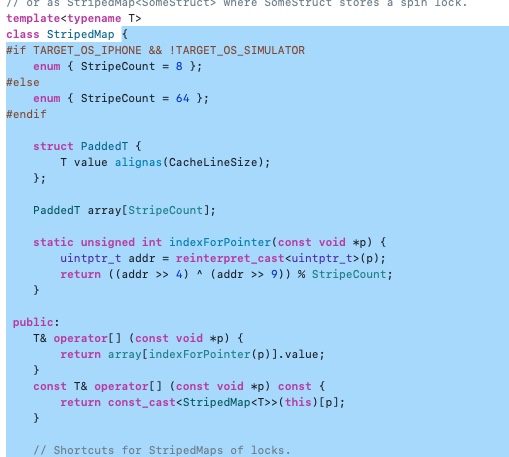 // or as StripedMap<SomeStruct> where SomeStruct stores a spin lock.
template<typename T>
class StripedMap {
#if TARGET_OS_IPHONE && !TARGET_OS_SIMULATOR
    enum { StripeCount = 8 };
#else
    enum { StripeCount = 64 };
#endif

    struct PaddedT {
        T value alignas(CacheLineSize);
    };

    PaddedT array[StripeCount];

    static unsigned int indexForPointer(const void *p) {
        uintptr_t addr = reinterpret_cast<uintptr_t>(p);
        return ((addr >> 4) ^ (addr >> 9)) % StripeCount;
    }

 public:
    T& operator[] (const void *p) {
        return array[indexForPointer(p)].value;
    }
    const T& operator[] (const void *p) const {
        return const_cast<StripedMap<T>>(this)[p];
    }

    // Shortcuts for StripedMaps of locks.